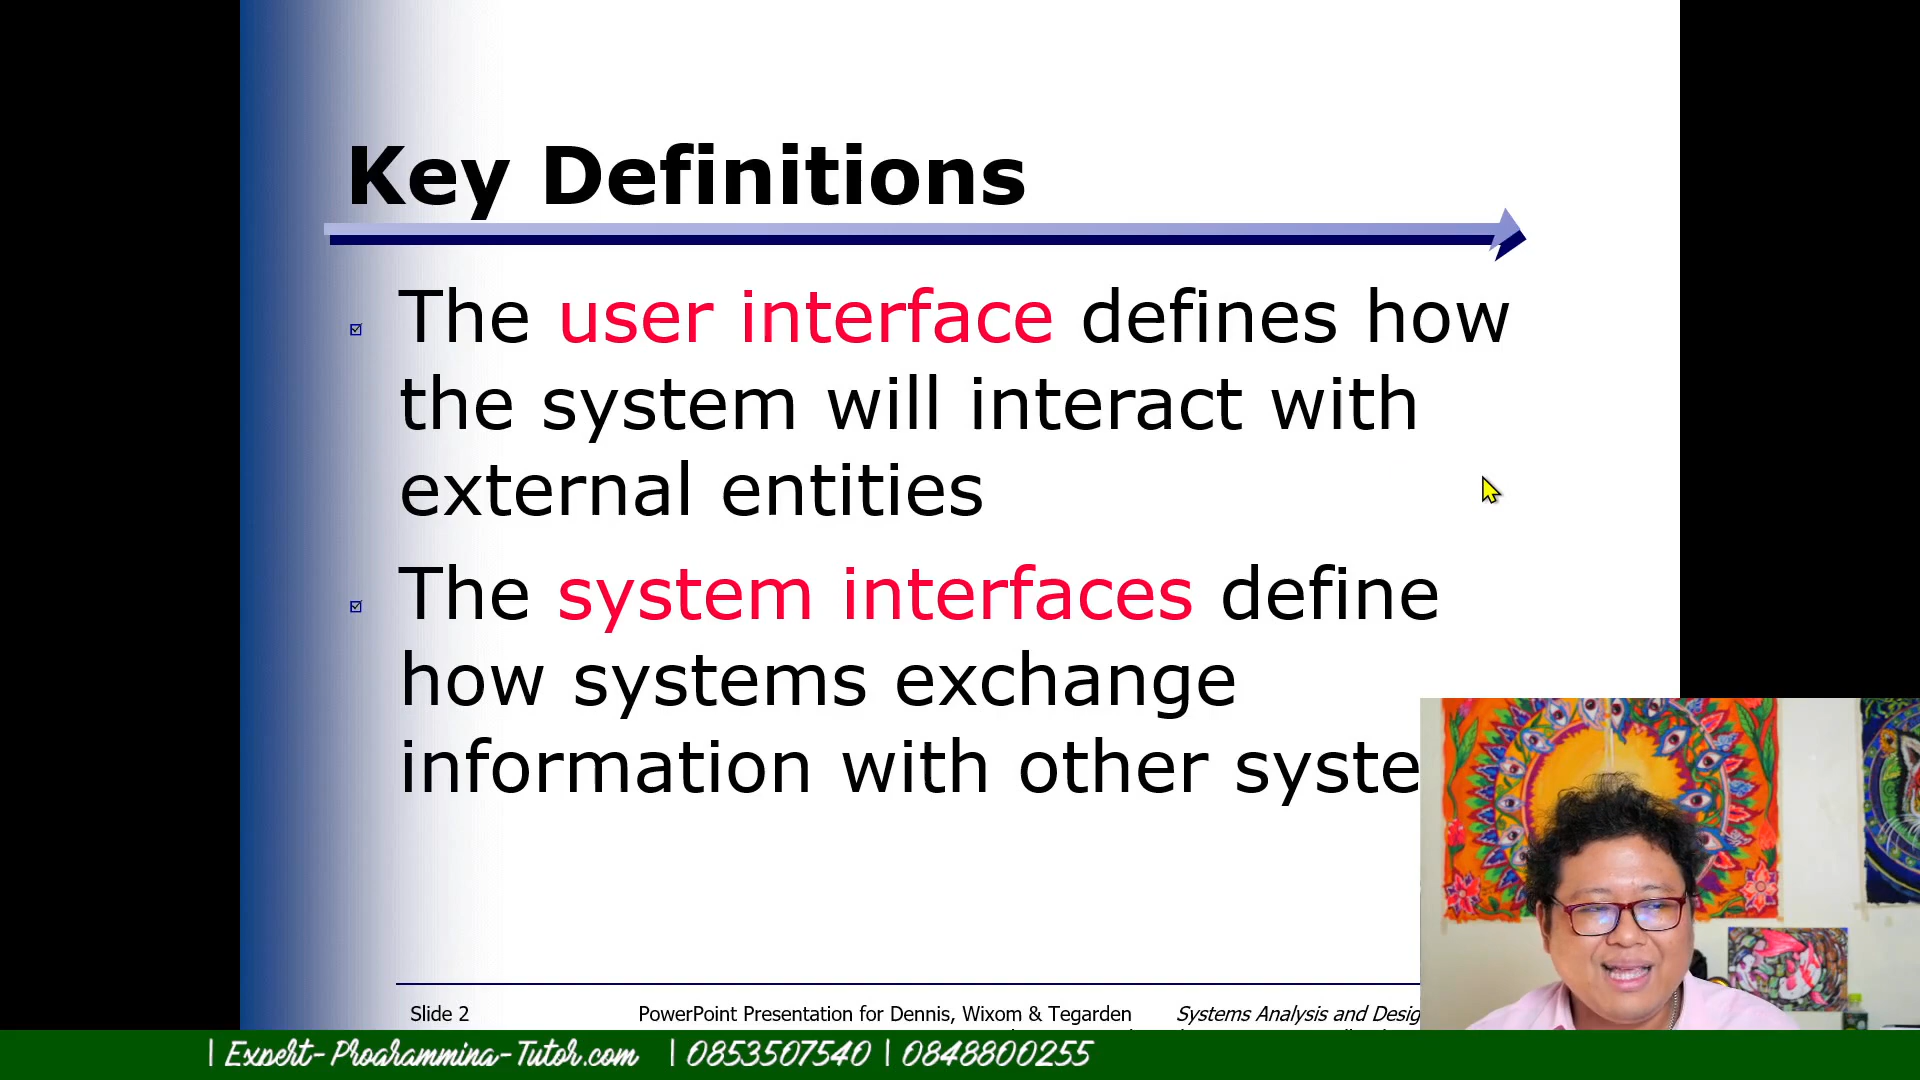 Key Definitions
The user interface defines how
the system will interact with
external entities
The system interfaces define
how systems exchange
information with other syste
Slide 2 PowerPoint Presentation for Dennis, Wixom & Tegarden Systems Analysis and Desig
| Expert-Programming-Tutor.com | 0853507540 | 0848800255